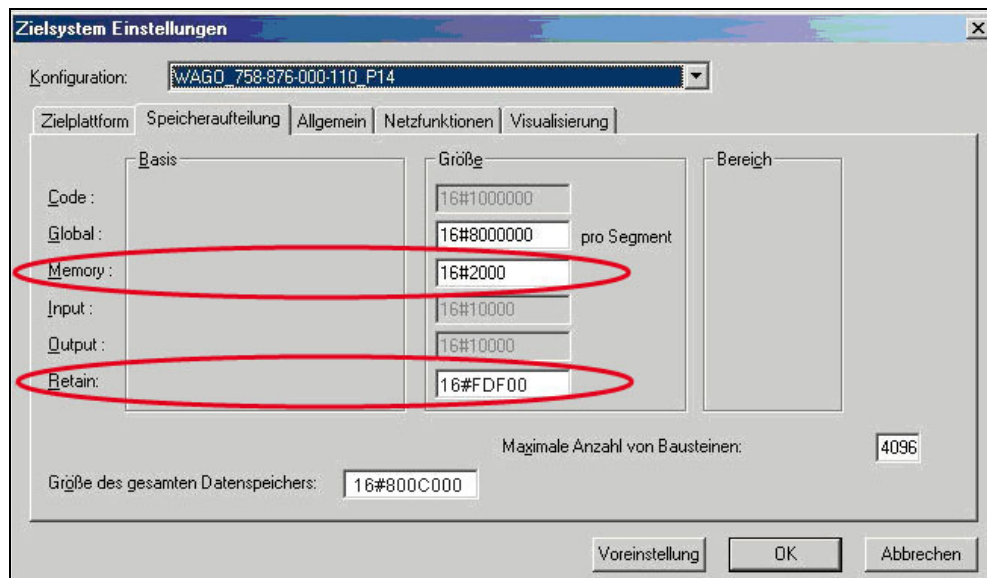 Zielsystem Einstellungen
Konfiguration: WAGO_758-876-000-110_P14
Zielplattform Speicheraufteilung Allgemein Netzfunktionen Visualisierung
Basis Größe Bereich
Code : 16#1000000
Global : 16#8000000 pro Segment
Memory : 16#2000
Input : 16#10000
Output : 16#10000
Retain: 16#FDF00
Maximale Anzahl von Bausteinen: 4096
Größe des gesamten Datenspeichers: 16#800C000
Voreinstellung OK Abbrechen